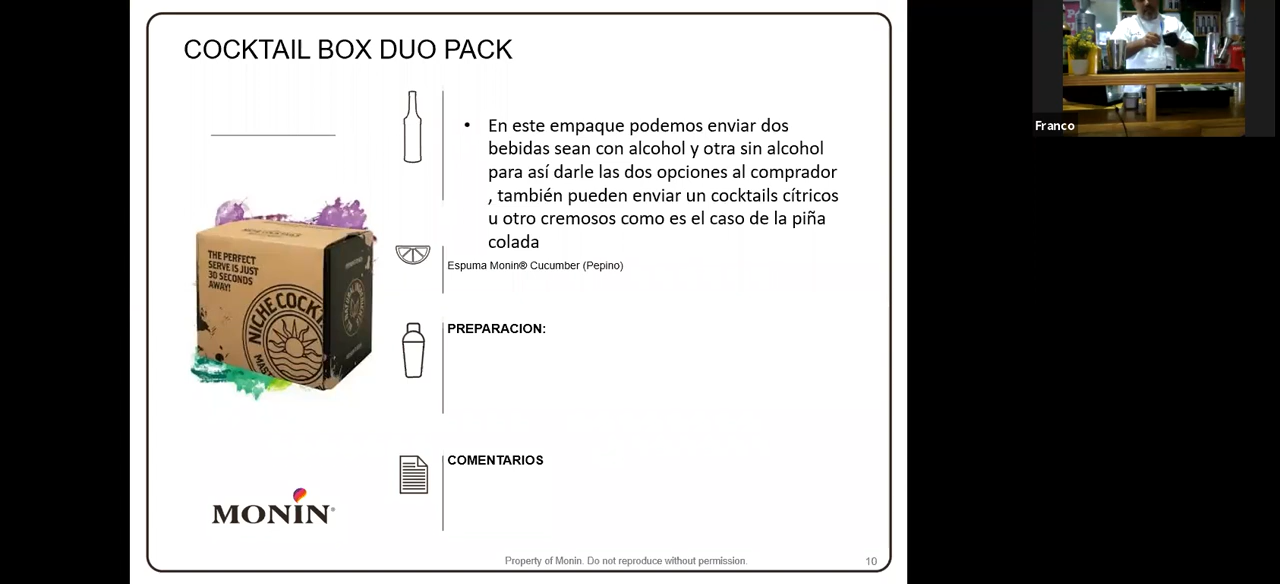 COCKTAIL BOX DUO PACK
• En este empaque podemos enviar dos
bebidas sean con alcohol y otra sin alcohol
para así darle las dos opciones al comprador
, también pueden enviar un cocktails cítricos
u otro cremosos como es el caso de la piña
colada
Espuma Monin® Cucumber (Pepino)
PREPARACION:
COMENTARIOS
THE PERFECT
SERVE IS JUST
30 SECONDS
AWAY!
NICHE COCK
MAST
MONIN®
Property of Monin. Do not reproduce without permission.
10
Franco